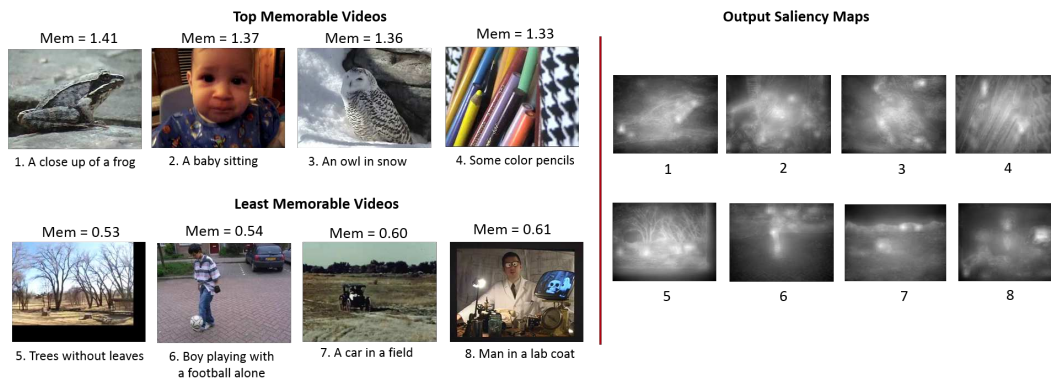 Top Memorable Videos
Output Saliency Maps
Mem = 1.41
Mem = 1.37
Mem = 1.36
Mem = 1.33
1. A close up of a frog
2. A baby sitting
3. An owl in snow
4. Some color pencils
1
2
3
4
Least Memorable Videos
Mem = 0.53
Mem = 0.54
Mem = 0.60
Mem = 0.61
5. Trees without leaves
6. Boy playing with
a football alone
7. A car in a field
8. Man in a lab coat
5
6
7
8